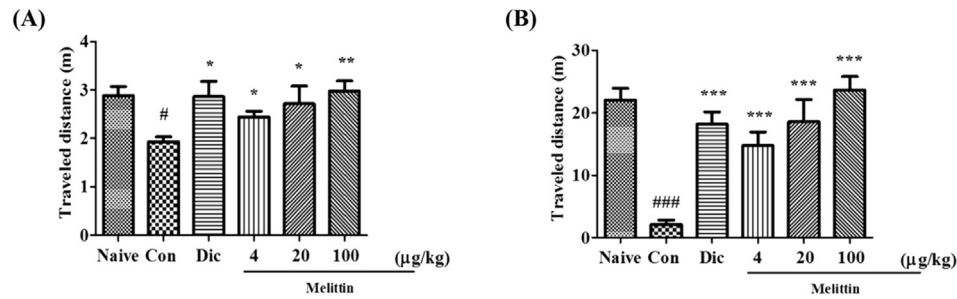 (A)
Traveled distance (m)
4
3
2
1
0
#
*
*
*
**
Naive Con Dic 4 20 100 (μg/kg)
Melittin
(B)
Traveled distance (m)
30
20
10
0
###
***
***
***
***
Naive Con Dic 4 20 100 (μg/kg)
Melittin